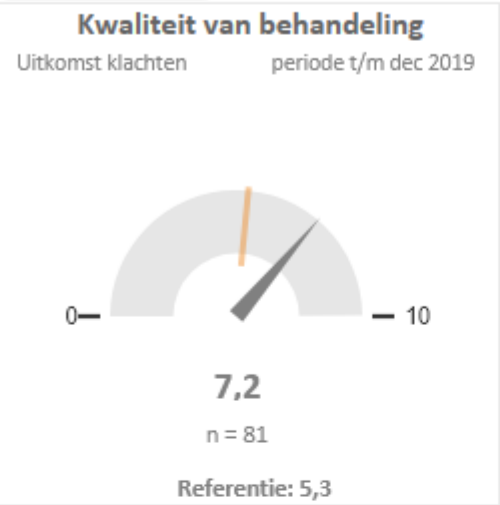 Kwaliteit van behandeling
Uitkomst klachten periode t/m dec 2019
0 10
7,2
n = 81
Referentie: 5,3